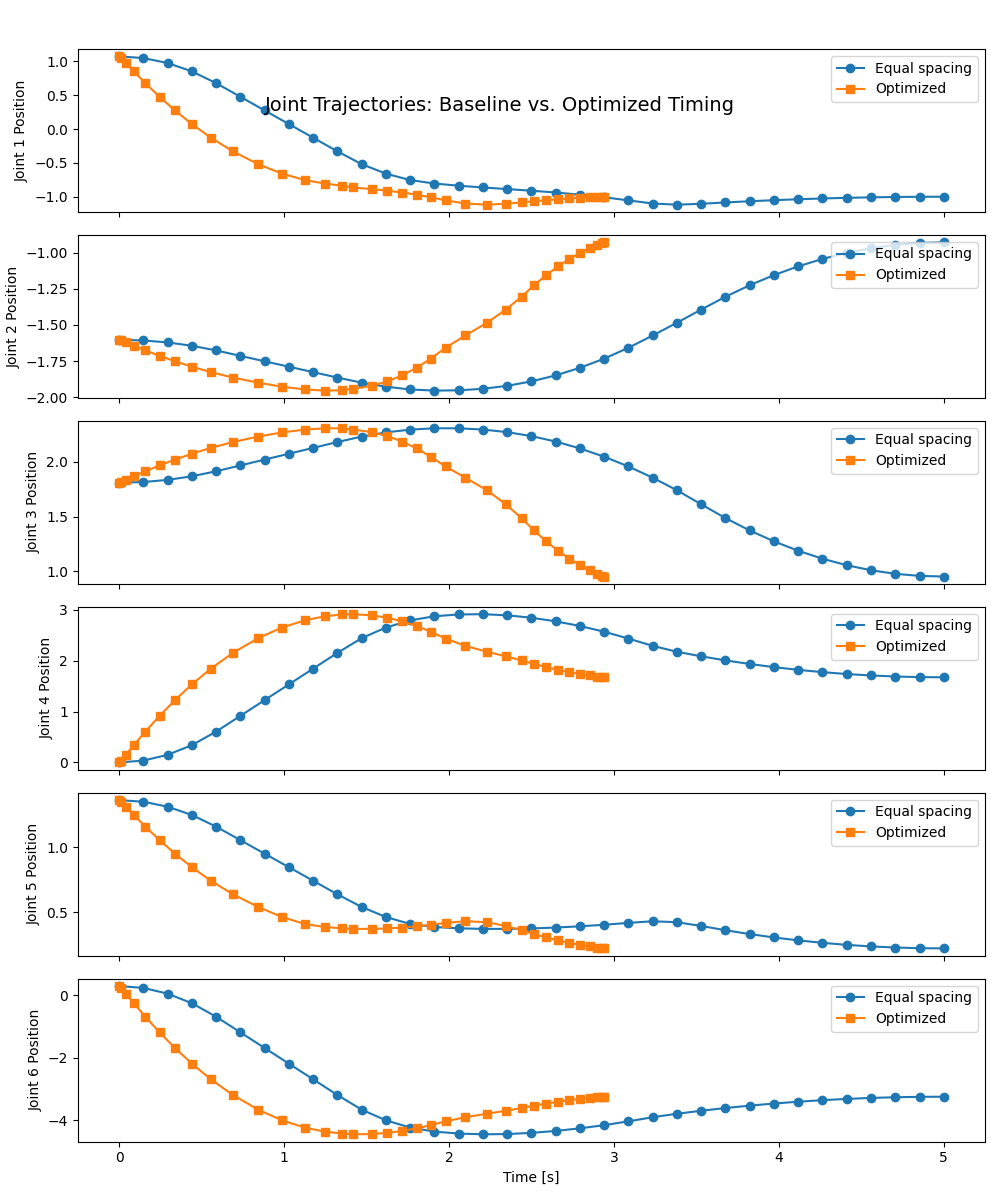 Joint Trajectories: Baseline vs. Optimized Timing
Joint 1 Position
1.0
0.5
0.0
−0.5
−1.0
Equal spacing
Optimized
Joint 2 Position
−1.00
−1.25
−1.50
−1.75
−2.00
Equal spacing
Optimized
Joint 3 Position
2.0
1.5
1.0
Equal spacing
Optimized
Joint 4 Position
3
2
1
0
Equal spacing
Optimized
Joint 5 Position
1.0
0.5
Equal spacing
Optimized
Joint 6 Position
0
−2
−4
Equal spacing
Optimized
0 1 2 3 4 5
Time [s]